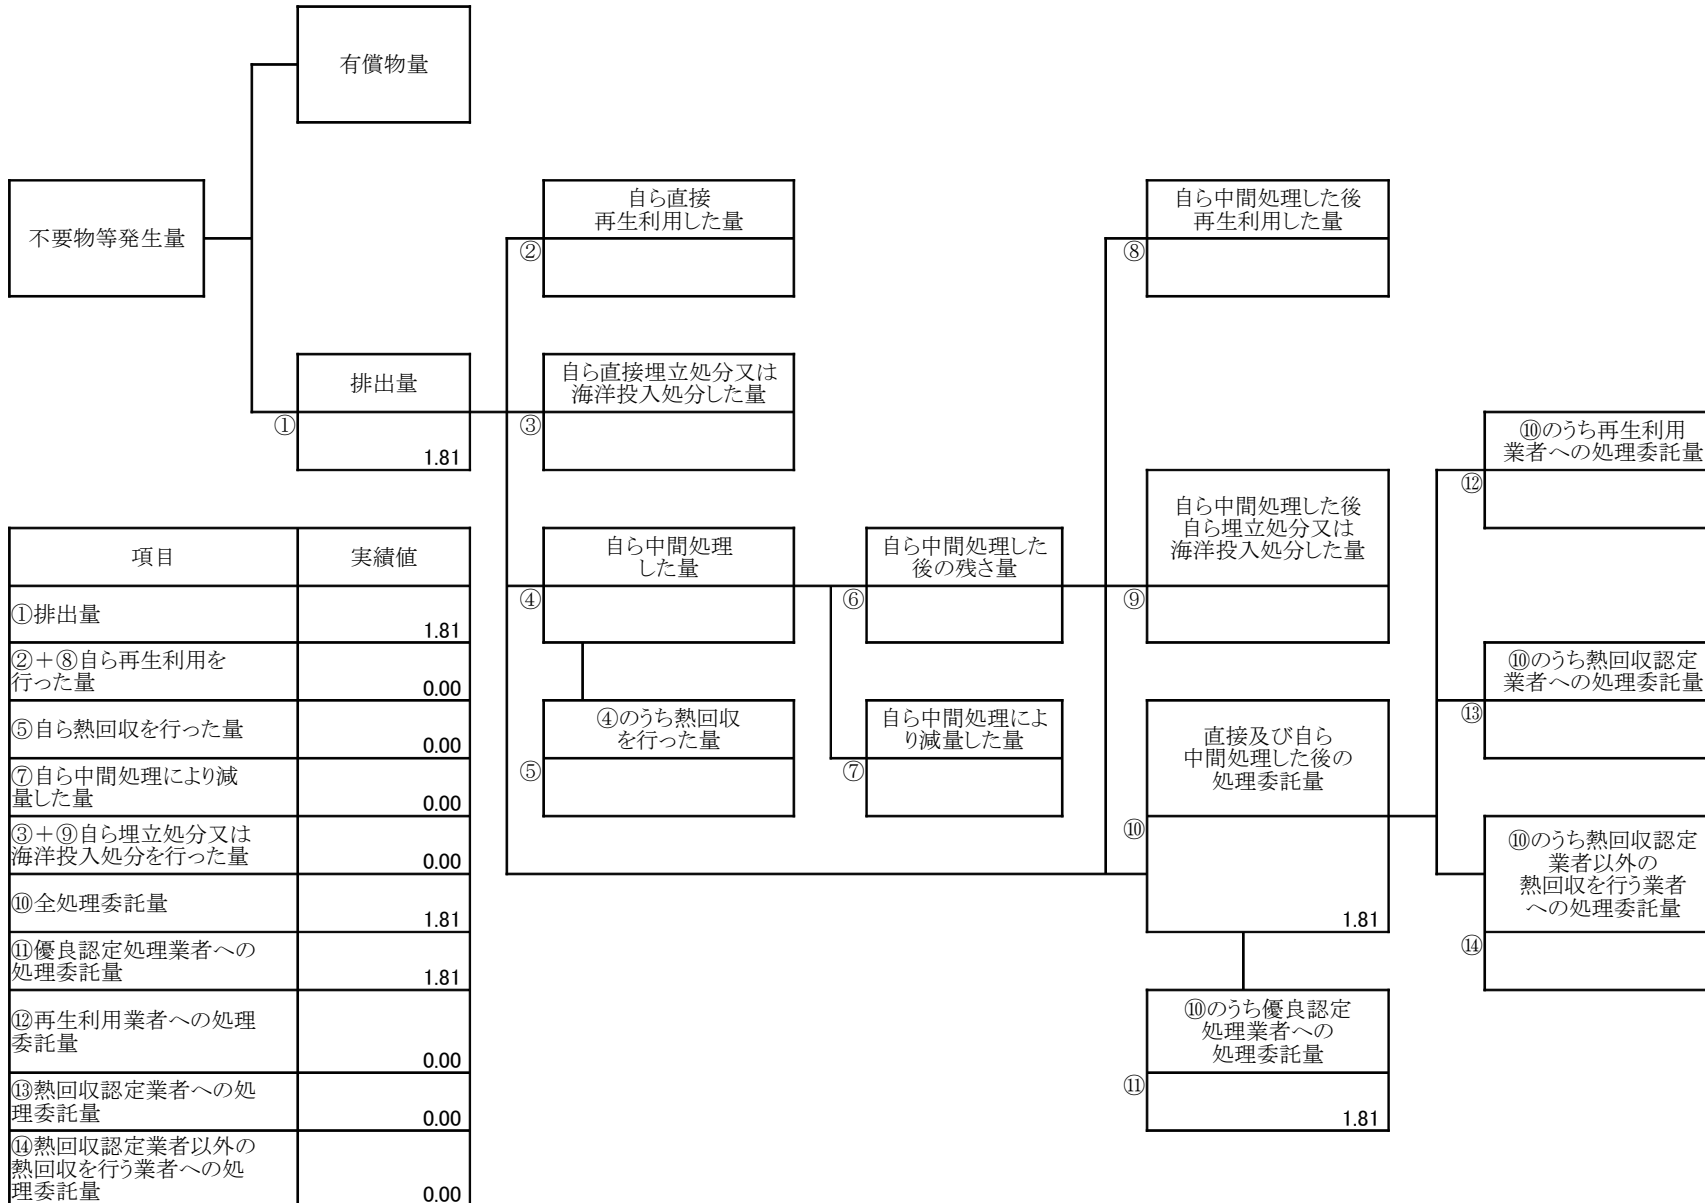 有償物量
不要物等発生量
自ら直接
再生利用した量
②
自ら中間処理した後
再生利用した量
⑧
排出量
①
1.81
自ら直接埋立処分又は
海洋投入処分した量
③
⑩のうち再生利用
業者への処理委託量
⑫
自ら中間処理
した量
④
自ら中間処理した
後の残さ量
⑥
自ら中間処理した後
自ら埋立処分又は
海洋投入処分した量
⑨
⑩のうち熱回収認定
業者への処理委託量
⑬
④のうち熱回収
を行った量
⑤
自ら中間処理によ
り減量した量
⑦
直接及び自ら
中間処理した後の
処理委託量
⑩
1.81
⑩のうち熱回収認定
業者以外の
熱回収を行う業者
への処理委託量
⑭
⑩のうち優良認定
処理業者への
処理委託量
⑪
1.81
項目 実績値
①排出量 1.81
②+⑧自ら再生利用を
行った量 0.00
⑤自ら熱回収を行った量 0.00
⑦自ら中間処理により減
量した量 0.00
③+⑨自ら埋立処分又は
海洋投入処分を行った量 0.00
⑩全処理委託量 1.81
⑪優良認定処理業者への
処理委託量 1.81
⑫再生利用業者への処理
委託量 0.00
⑬熱回収認定業者への処
理委託量 0.00
⑭熱回収認定業者以外の
熱回収を行う業者への処
理委託量 0.00